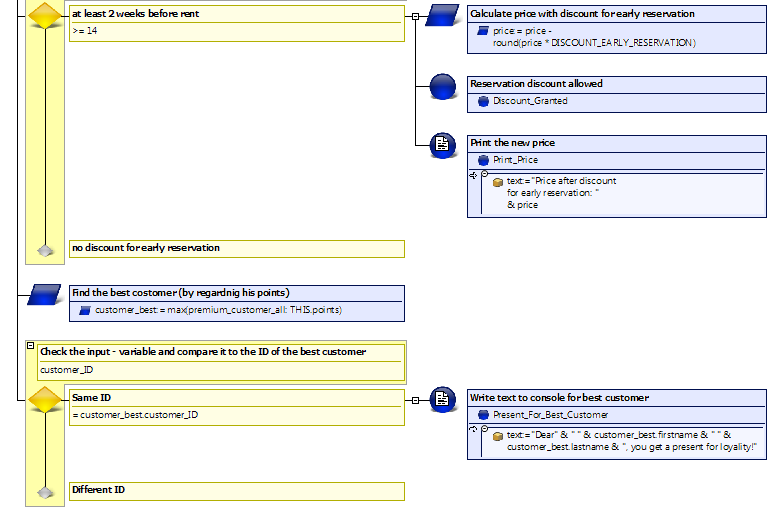 at least 2 weeks before rent
>= 14
Calculate price with discount for early reservation
price:= price -
round(price * DISCOUNT_EARLY_RESERVATION)
Reservation discount allowed
Discount_Granted
Print the new price
Print_Price
text:="Price after discount
for early reservation: "
& price
no discount for early reservation
Find the best costomer (by regardnig his points)
customer_best:= max(premium_customer_all: THIS.points)
Check the input - variable and compare it to the ID of the best customer
customer_ID
Same ID
= customer_best.customer_ID
Write text to console for best customer
Present_For_Best_Customer
text:="Dear" & " " & customer_best.firstname & " " &
customer_best.lastname & ", you get a present for loyality!"
Different ID